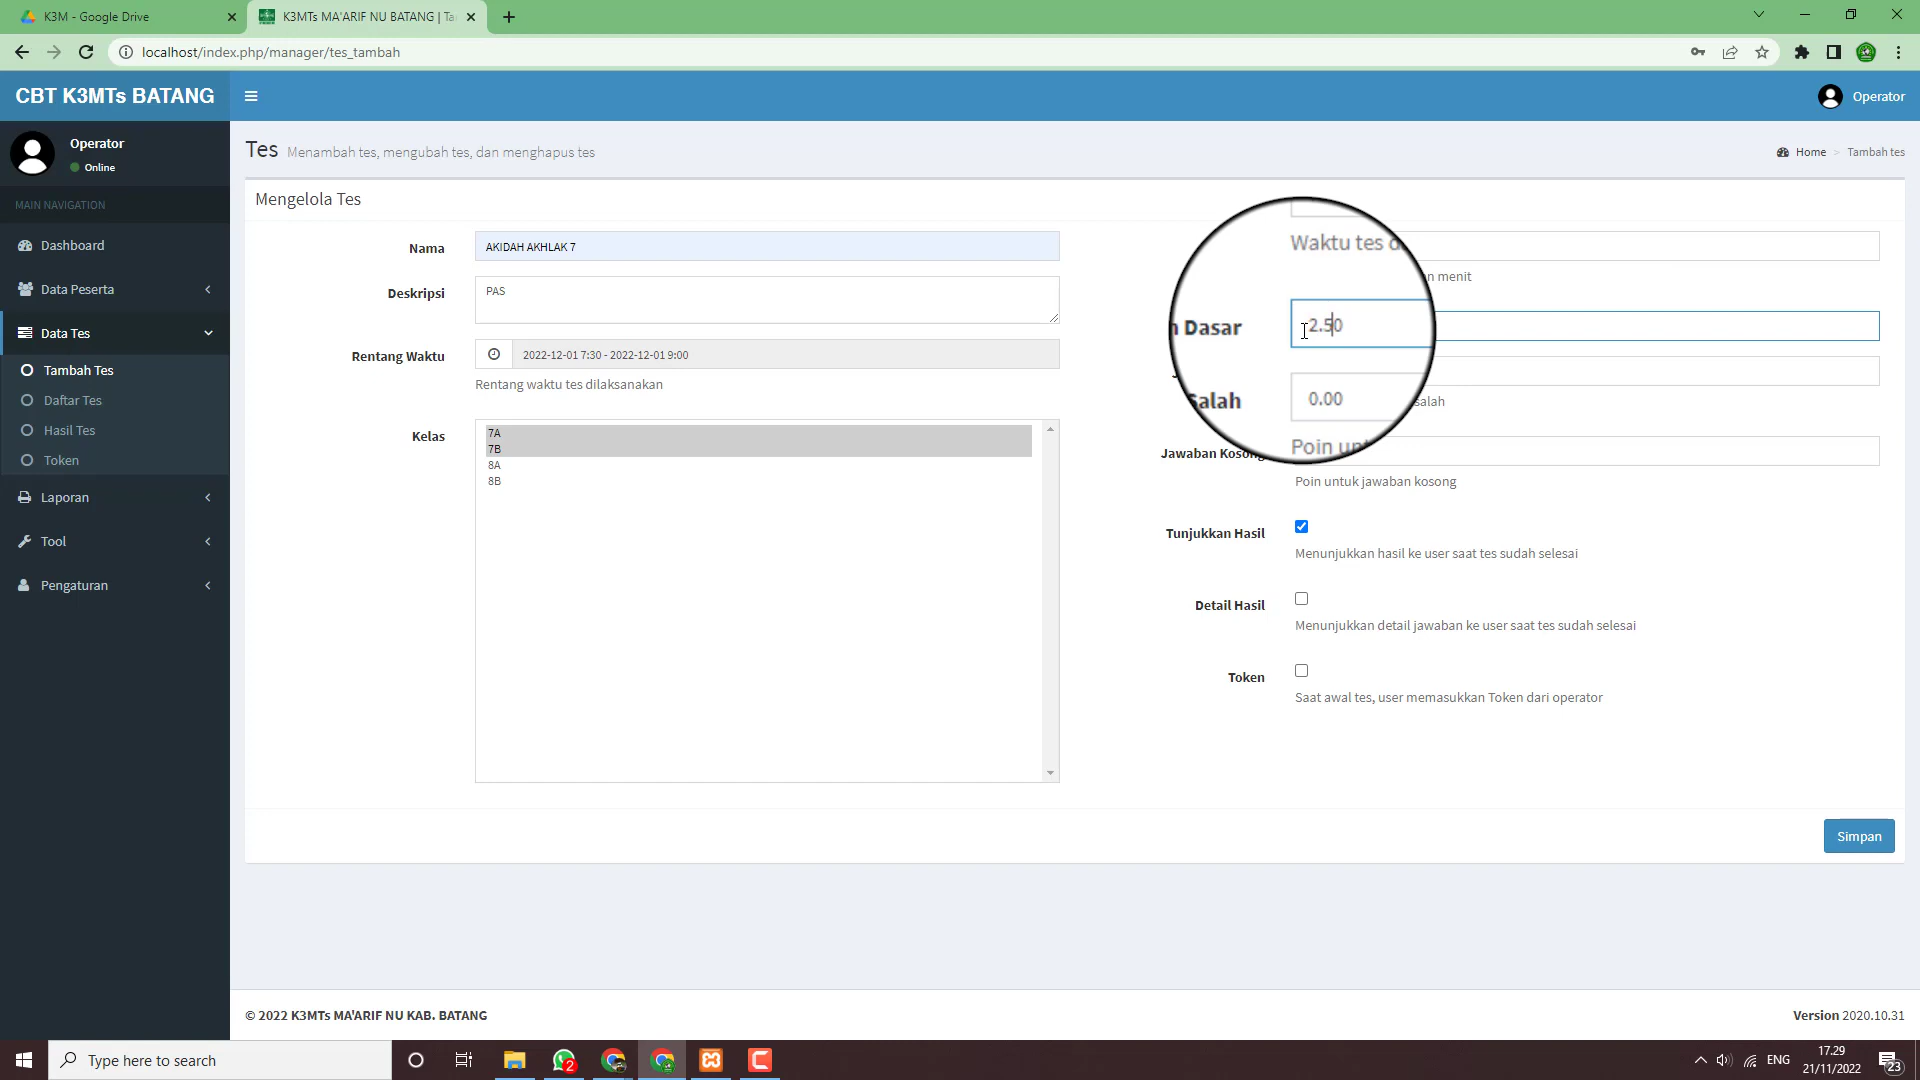 K3M - Google Drive
K3MTs MA'ARIF NU BATANG | Ta
localhost/index.php/manager/tes_tambah
CBT K3MTs BATANG
Operator
Operator
Online
MAIN NAVIGATION
Dashboard
Data Peserta
Data Tes
Tambah Tes
Daftar Tes
Hasil Tes
Token
Laporan
Tool
Pengaturan
Tes Menambah tes, mengubah tes, dan menghapus tes
Home > Tambah tes
Mengelola Tes
Nama
AKIDAH AKHLAK 7
Deskripsi
PAS
Rentang Waktu
2022-12-01 7:30 - 2022-12-01 9:00
Rentang waktu tes dilaksanakan
Kelas
7A
7B
8A
8B
Waktu tes
menit
Dasar
2.50
Salah
0.00
salah
Poin
Jawaban Kosong
Poin untuk jawaban kosong
Tunjukkan Hasil
Menunjukkan hasil ke user saat tes sudah selesai
Detail Hasil
Menunjukkan detail jawaban ke user saat tes sudah selesai
Token
Saat awal tes, user memasukkan Token dari operator
Simpan
© 2022 K3MTs MA'ARIF NU KAB. BATANG
Version 2020.10.31
Type here to search
2
ENG
17.29
21/11/2022
23